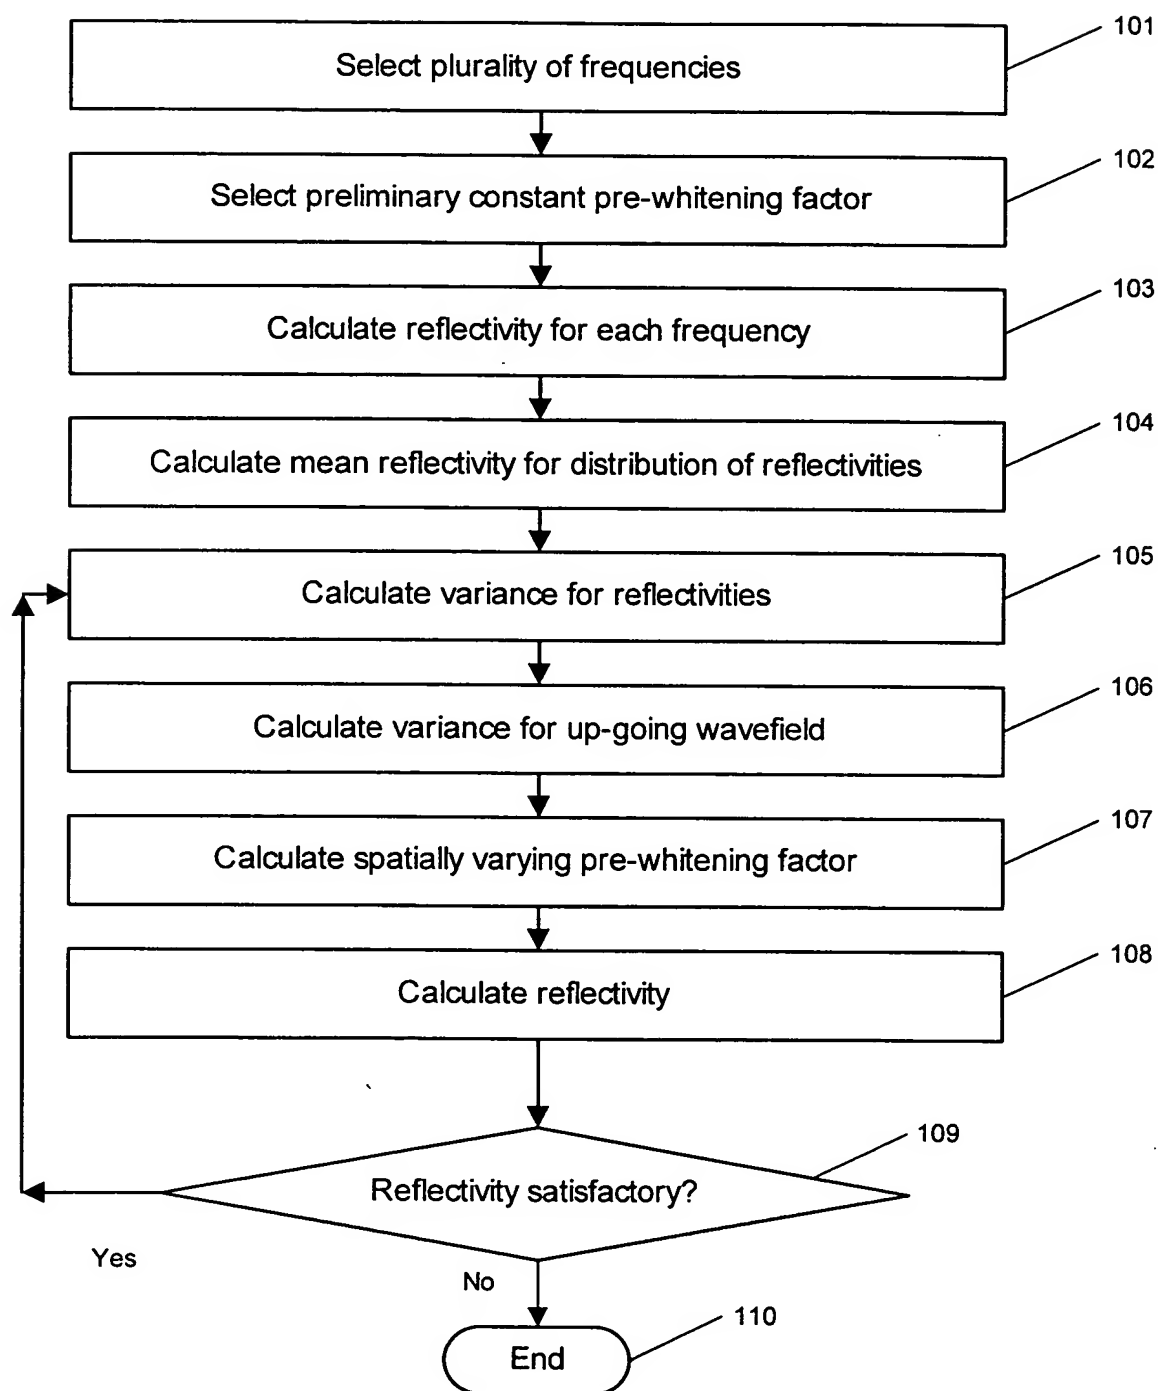 Select plurality of frequencies
101
Select preliminary constant pre-whitening factor
102
Calculate reflectivity for each frequency
103
Calculate mean reflectivity for distribution of reflectivities
104
Calculate variance for reflectivities
105
Calculate variance for up-going wavefield
106
Calculate spatially varying pre-whitening factor
107
Calculate reflectivity
108
Reflectivity satisfactory?
109
Yes
No
End
110